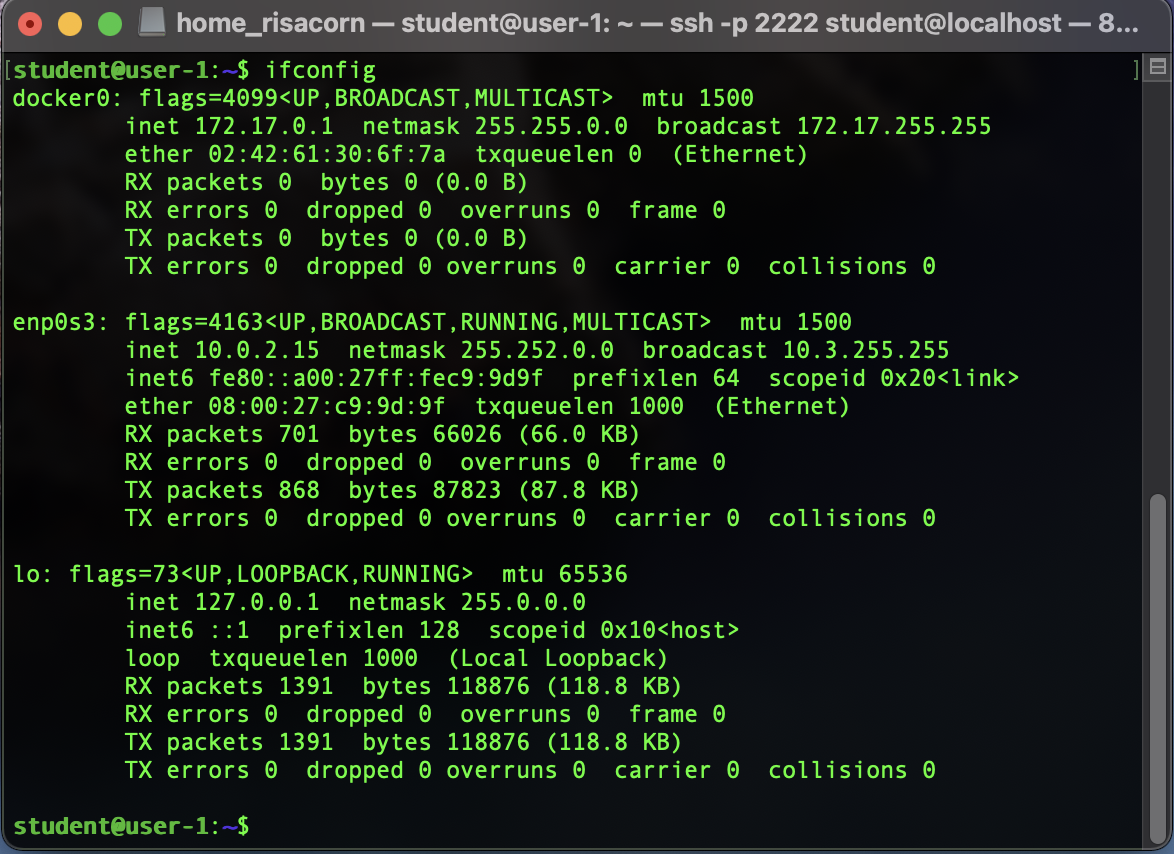 home_risacorn — student@user-1: ~ — ssh -p 2222 student@localhost — 8...
[student@user-1:~$ ifconfig ]
docker0: flags=4099<UP,BROADCAST,MULTICAST>  mtu 1500
        inet 172.17.0.1  netmask 255.255.0.0  broadcast 172.17.255.255
        ether 02:42:61:30:6f:7a  txqueuelen 0  (Ethernet)
        RX packets 0  bytes 0 (0.0 B)
        RX errors 0  dropped 0  overruns 0  frame 0
        TX packets 0  bytes 0 (0.0 B)
        TX errors 0  dropped 0 overruns 0  carrier 0  collisions 0

enp0s3: flags=4163<UP,BROADCAST,RUNNING,MULTICAST>  mtu 1500
        inet 10.0.2.15  netmask 255.252.0.0  broadcast 10.3.255.255
        inet6 fe80::a00:27ff:fec9:9d9f  prefixlen 64  scopeid 0x20<link>
        ether 08:00:27:c9:9d:9f  txqueuelen 1000  (Ethernet)
        RX packets 701  bytes 66026 (66.0 KB)
        RX errors 0  dropped 0  overruns 0  frame 0
        TX packets 868  bytes 87823 (87.8 KB)
        TX errors 0  dropped 0 overruns 0  carrier 0  collisions 0

lo: flags=73<UP,LOOPBACK,RUNNING>  mtu 65536
        inet 127.0.0.1  netmask 255.0.0.0
        inet6 ::1  prefixlen 128  scopeid 0x10<host>
        loop  txqueuelen 1000  (Local Loopback)
        RX packets 1391  bytes 118876 (118.8 KB)
        RX errors 0  dropped 0  overruns 0  frame 0
        TX packets 1391  bytes 118876 (118.8 KB)
        TX errors 0  dropped 0 overruns 0  carrier 0  collisions 0

student@user-1:~$